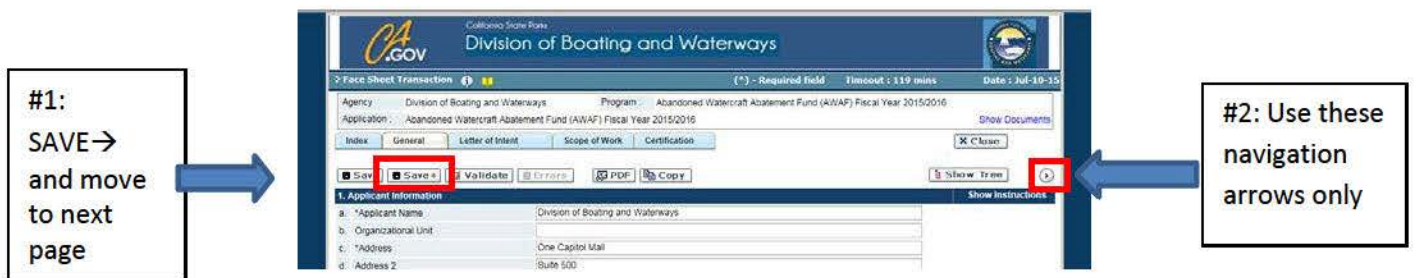 #1:
SAVE→
and move
to next
page
CA
.GOV
California State Parks
Division of Boating and Waterways
> Face Sheet Transaction
(*) - Required field Timeout : 119 mins Date : Jul-10-15
Agency Division of Boating and Waterways Program : Abandoned Watercraft Abatement Fund (AWAF) Fiscal Year 2015/2016
Application : Abandoned Watercraft Abatement Fund (AWAF) Fiscal Year 2015/2016 Show Documents
Index General Letter of Intent Scope of Work Certification X Close
Sav Save+ Validate Errors PDF Copy Show Tree
1. Applicant Information Show Instructions
a. *Applicant Name Division of Boating and Waterways
b. Organizational Unit
c. *Address One Capitol Mall
d. Address 2 Suite 500
#2: Use these
navigation
arrows only